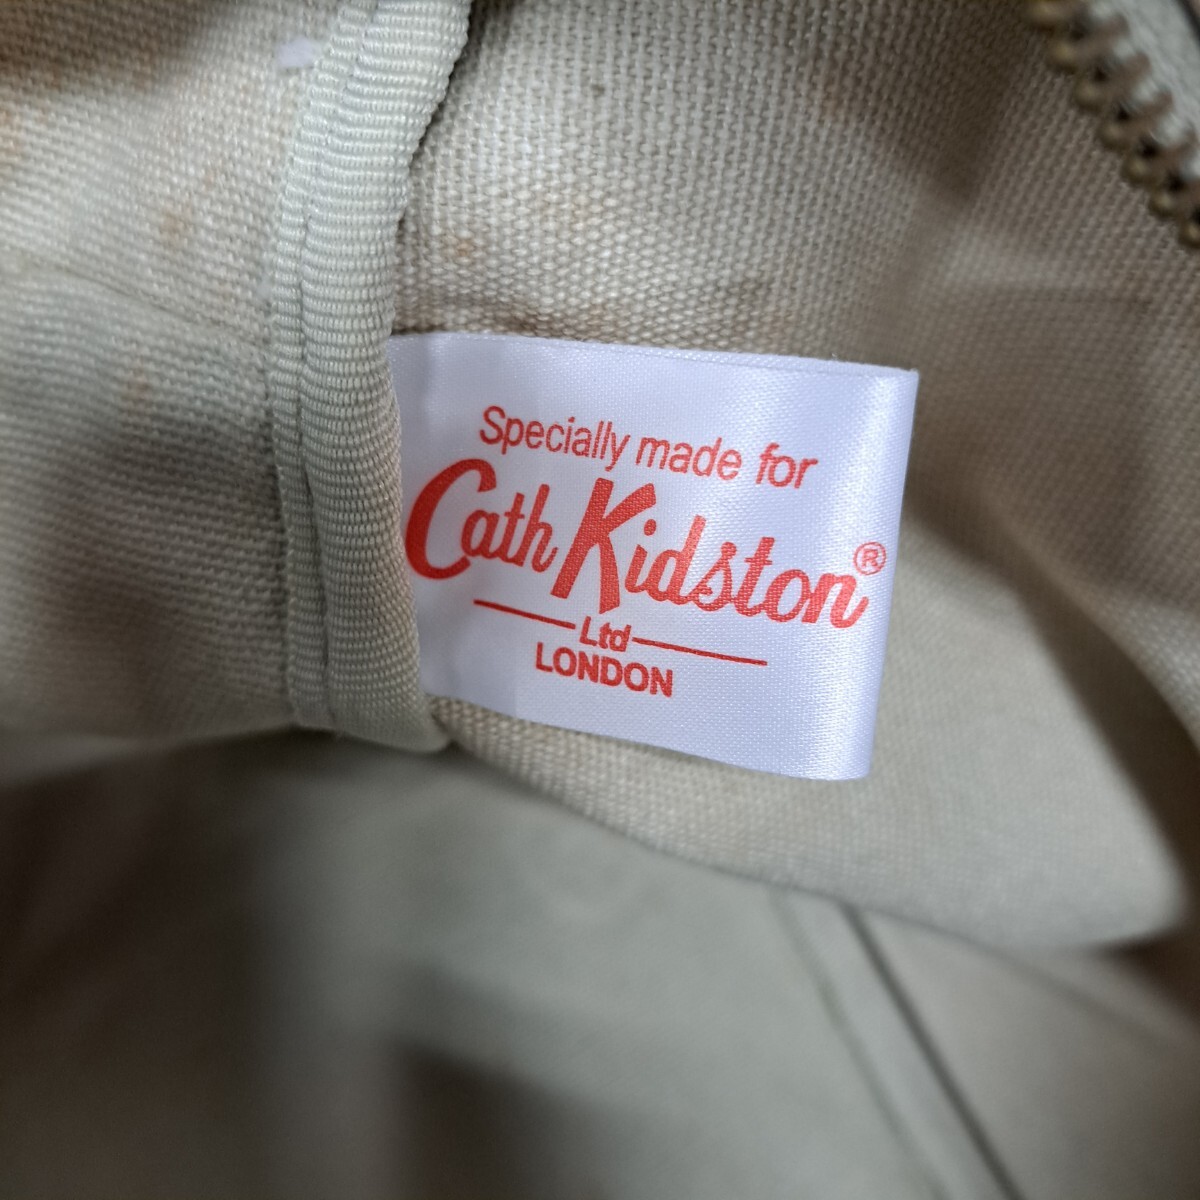 Specially made for
Cath Kidston®
Ltd
LONDON